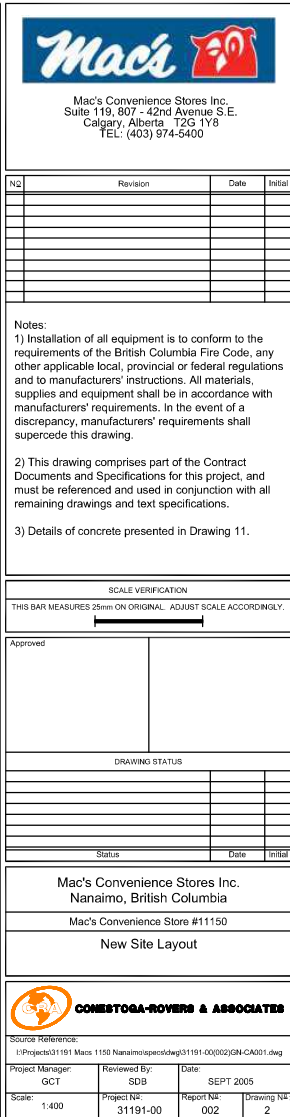 Mac's
Mac's Convenience Stores Inc.
Suite 119, 807 - 42nd Avenue S.E.
Calgary, Alberta T2G 1Y8
TEL: (403) 974-5400
Nº Revision Date Initial
Notes:
1) Installation of all equipment is to conform to the
requirements of the British Columbia Fire Code, any
other applicable local, provincial or federal regulations
and to manufacturers' instructions. All materials,
supplies and equipment shall be in accordance with
manufacturers' requirements. In the event of a
discrepancy, manufacturers' requirements shall
supercede this drawing.
2) This drawing comprises part of the Contract
Documents and Specifications for this project, and
must be referenced and used in conjunction with all
remaining drawings and text specifications.
3) Details of concrete presented in Drawing 11.
SCALE VERIFICATION
THIS BAR MEASURES 25mm ON ORIGINAL. ADJUST SCALE ACCORDINGLY.
Approved
DRAWING STATUS
Status Date Initial
Mac's Convenience Stores Inc.
Nanaimo, British Columbia
Mac's Convenience Store #11150
New Site Layout
CRA CONESTOGA-ROVERS & ASSOCIATES
Source Reference:
I:\Projects\31191 Macs 1150 Nanaimo\specs\dwg\31191-00(002)GN-CA001.dwg
Project Manager: Reviewed By: Date:
GCT SDB SEPT 2005
Scale: Project Nº: Report Nº: Drawing Nº:
1:400 31191-00 002 2